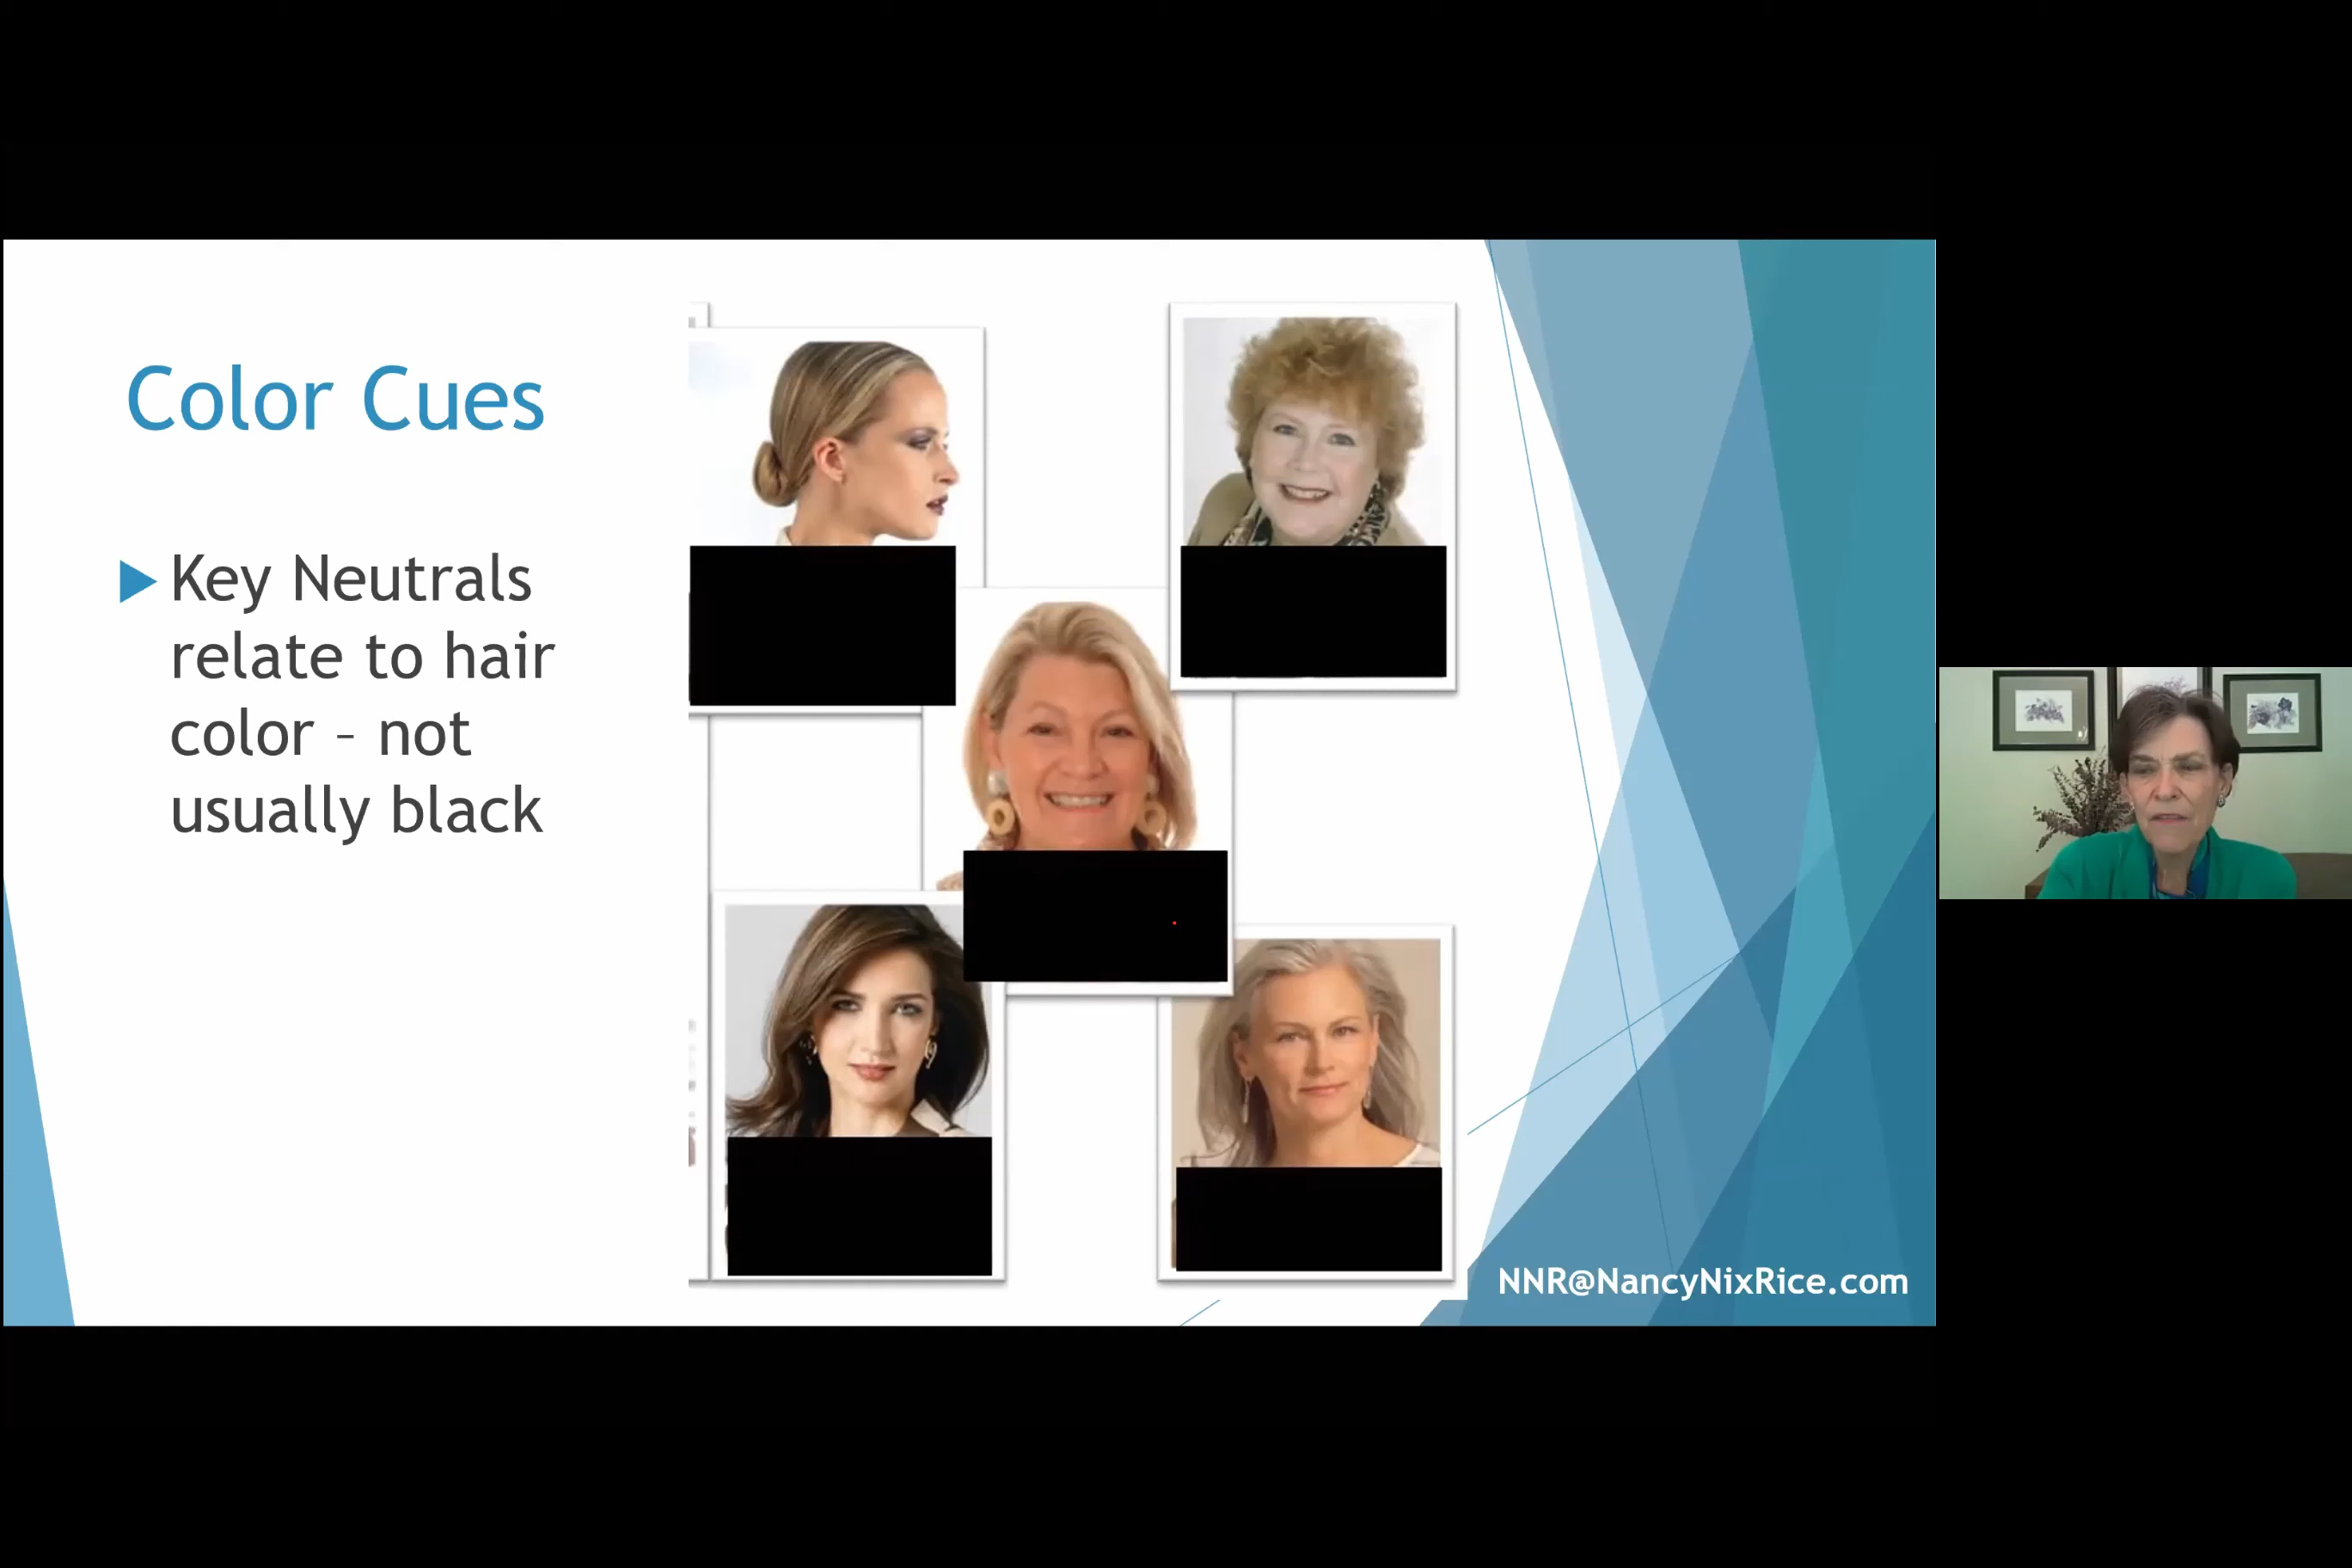 Color Cues
Key Neutrals
relate to hair
color – not
usually black
NNR@NancyNixRice.com